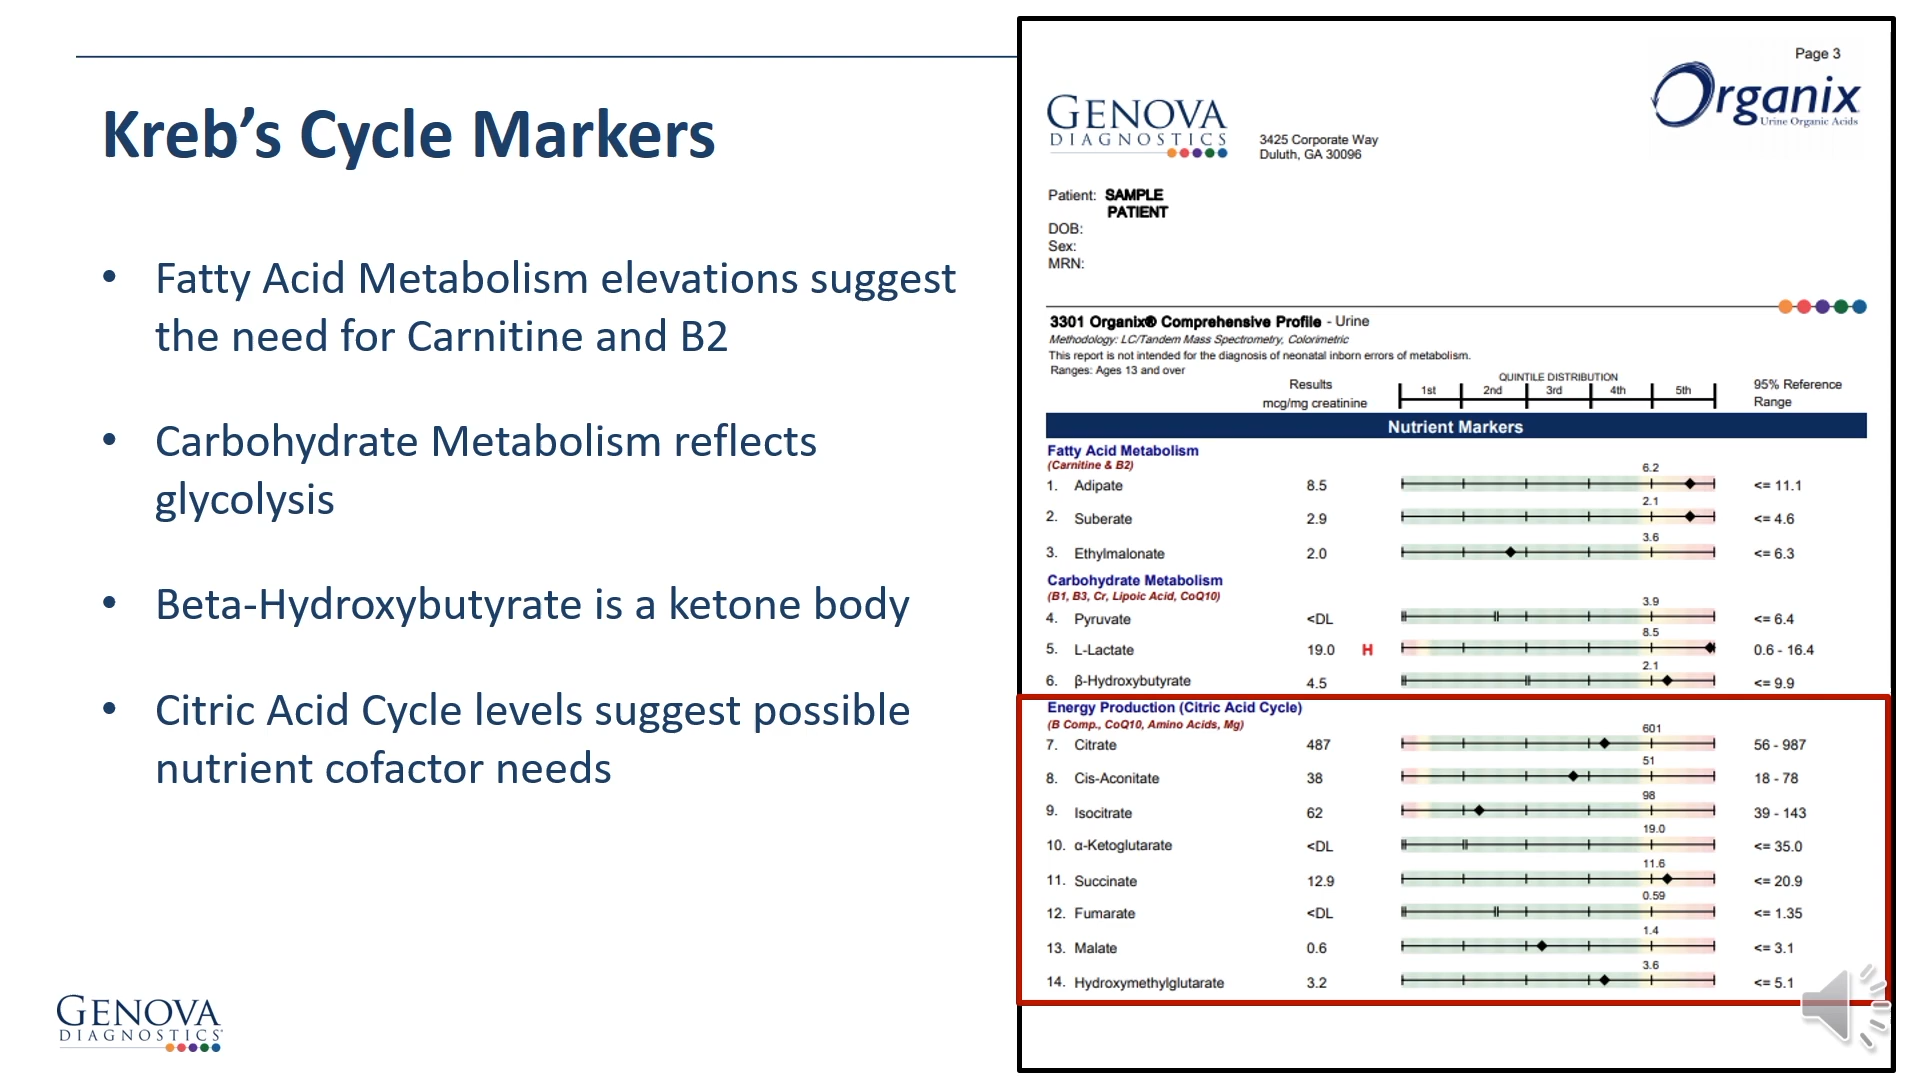 Kreb’s Cycle Markers
• Fatty Acid Metabolism elevations suggest
the need for Carnitine and B2
• Carbohydrate Metabolism reflects
glycolysis
• Beta-Hydroxybutyrate is a ketone body
• Citric Acid Cycle levels suggest possible
nutrient cofactor needs
GENOVA
DIAGNOSTICS
Page 3
Organix
Urine Organic Acids
GENOVA
DIAGNOSTICS
3425 Corporate Way
Duluth, GA 30096
Patient: SAMPLE
PATIENT
DOB:
Sex:
MRN:
3301 Organix® Comprehensive Profile - Urine
Methodology: LC/Tandem Mass Spectrometry, Colorimetric
This report is not intended for the diagnosis of neonatal inborn errors of metabolism.
Ranges: Ages 13 and over
Results
mcg/mg creatinine
QUINTILE DISTRIBUTION
1st 2nd 3rd 4th 5th
95% Reference
Range
Nutrient Markers
Fatty Acid Metabolism
(Carnitine & B2)
6.2
1. Adipate 8.5 <= 11.1
2.1
2. Suberate 2.9 <= 4.6
3.6
3. Ethylmalonate 2.0 <= 6.3
Carbohydrate Metabolism
(B1, B3, Cr, Lipoic Acid, CoQ10)
3.9
4. Pyruvate <DL <= 6.4
8.5
5. L-Lactate 19.0 H 0.6 - 16.4
2.1
6. β-Hydroxybutyrate 4.5 <= 9.9
Energy Production (Citric Acid Cycle)
(B Comp., CoQ10, Amino Acids, Mg)
601
7. Citrate 487 56 - 987
51
8. Cis-Aconitate 38 18 - 78
98
9. Isocitrate 62 39 - 143
19.0
10. α-Ketoglutarate <DL <= 35.0
11.6
11. Succinate 12.9 <= 20.9
0.59
12. Fumarate <DL <= 1.35
1.4
13. Malate 0.6 <= 3.1
3.6
14. Hydroxymethylglutarate 3.2 <= 5.1